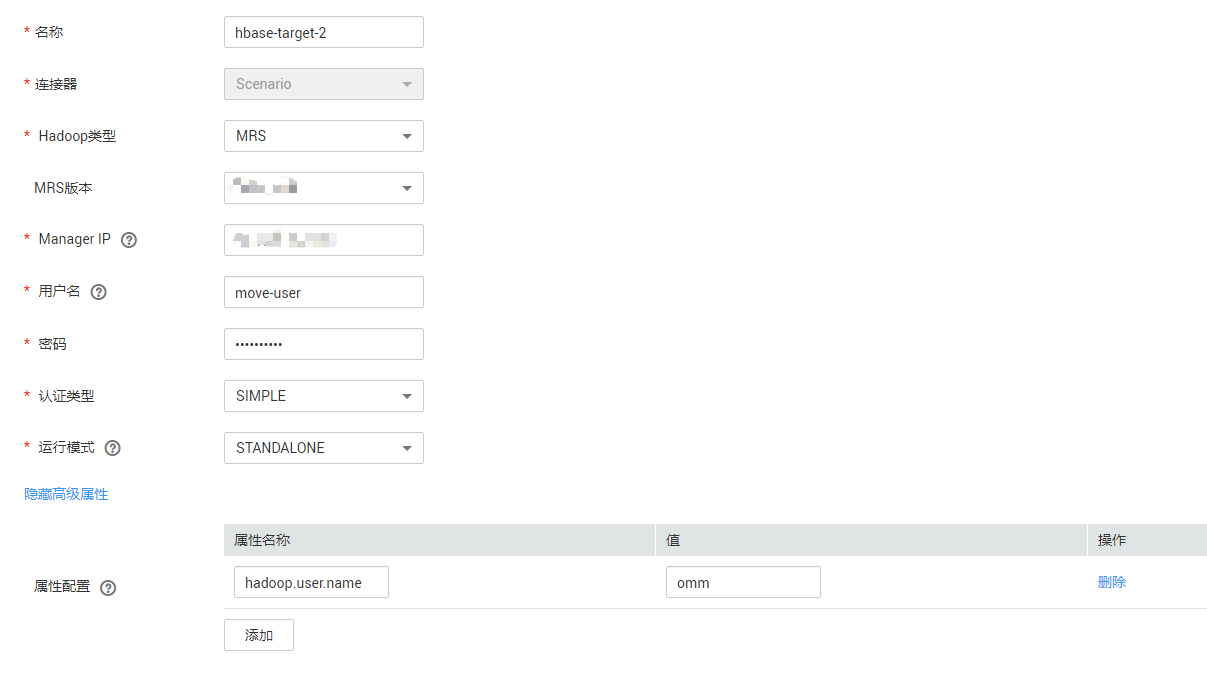 * 名称 hbase-target-2
* 连接器 Scenario
* Hadoop类型 MRS
MRS版本
* Manager IP ?
* 用户名 ? move-user
* 密码 ••••••••••
* 认证类型 SIMPLE
* 运行模式 ? STANDALONE
隐藏高级属性
属性名称 值 操作
属性配置 ? hadoop.user.name omm 删除
添加